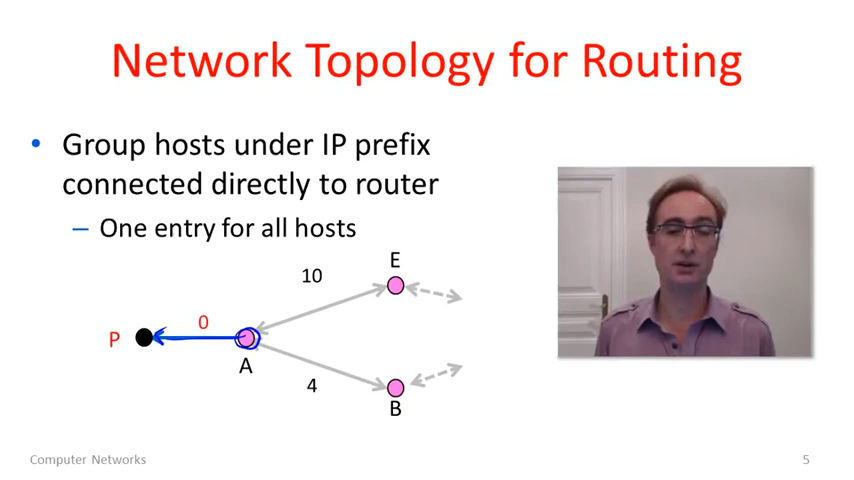 Network Topology for Routing
• Group hosts under IP prefix
connected directly to router
– One entry for all hosts
E
10
0
P
A
4
B
Computer Networks
5